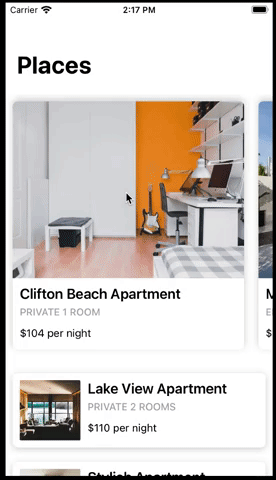 Carrier 2:17 PM
Places
Clifton Beach Apartment
PRIVATE 1 ROOM
$104 per night
Lake View Apartment
PRIVATE 2 ROOMS
$110 per night
Stylish Apartment